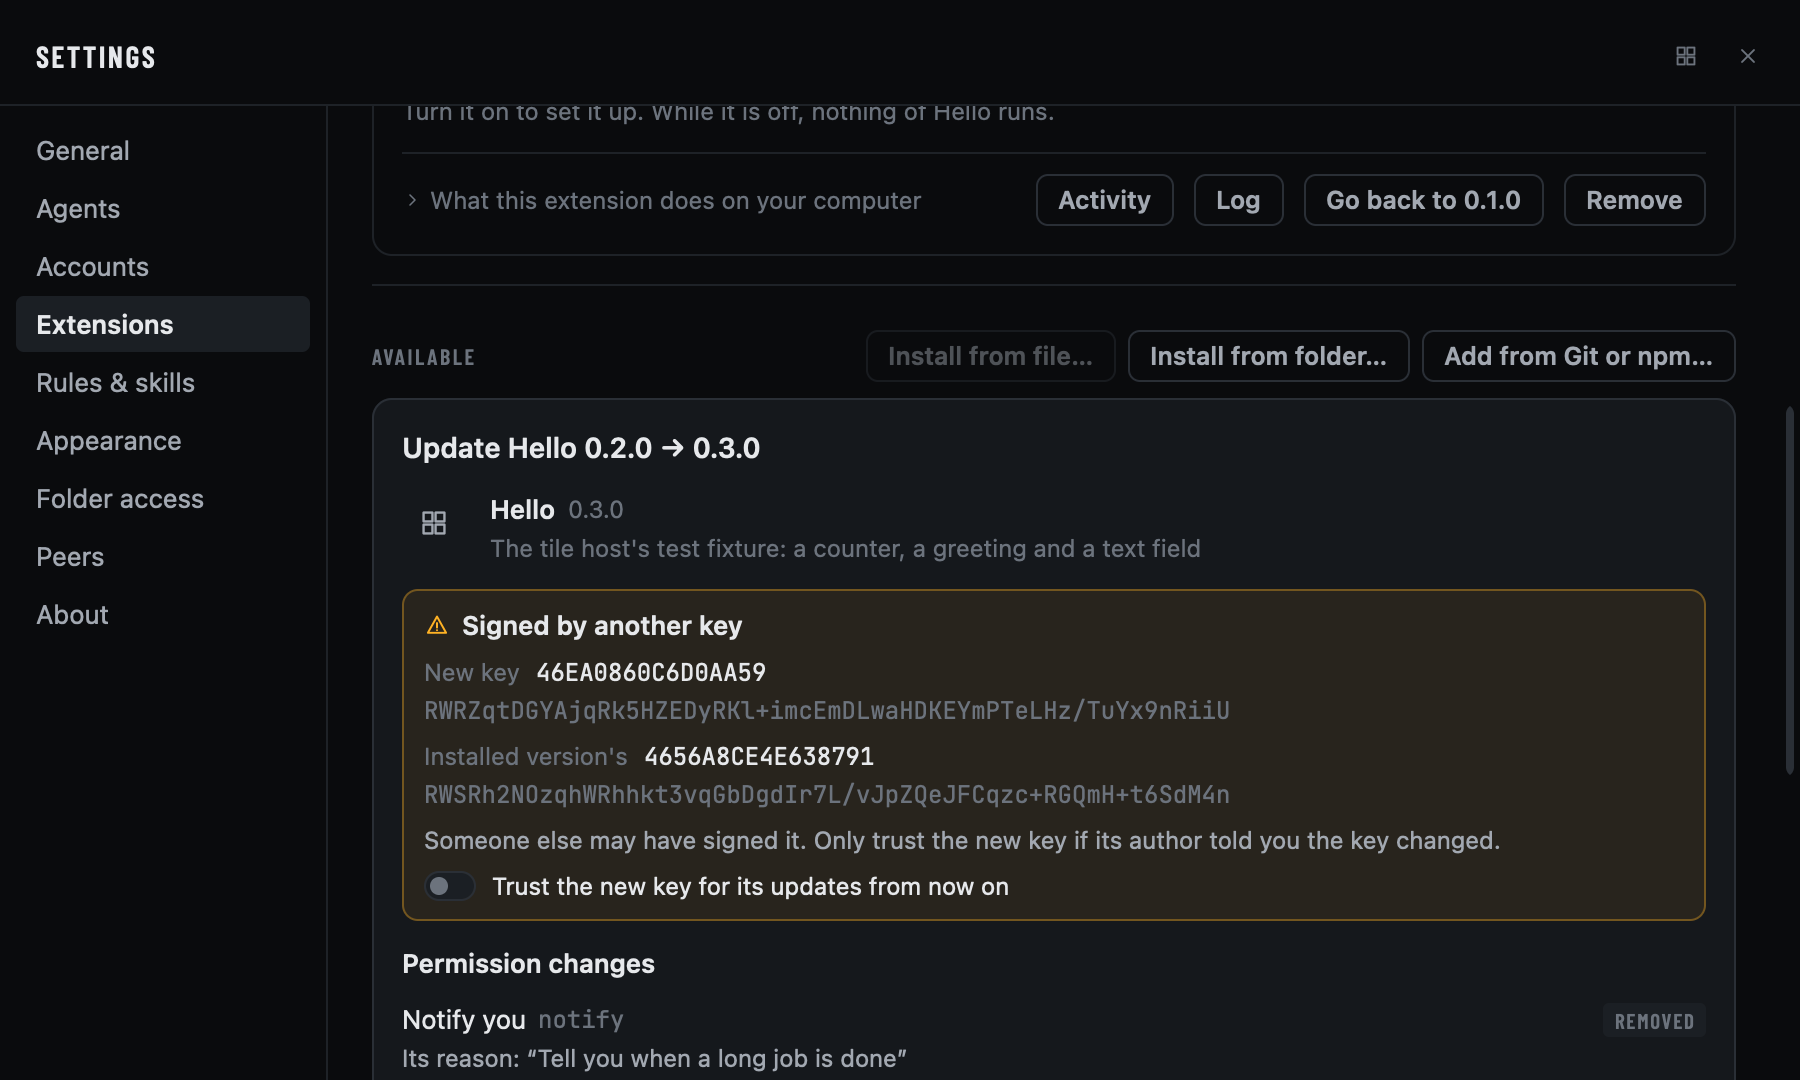 SETTINGS
General
Agents
Accounts
Extensions
Rules & skills
Appearance
Folder access
Peers
About
Turn it on to set it up. While it is off, nothing of Hello runs.
What this extension does on your computer
Activity
Log
Go back to 0.1.0
Remove
AVAILABLE
Install from file...
Install from folder...
Add from Git or npm...
Update Hello 0.2.0 → 0.3.0
Hello 0.3.0
The tile host's test fixture: a counter, a greeting and a text field
Signed by another key
New key 46EA0860C6D0AA59
RWRZqtDGYAjqRk5HZEDyRKl+imcEmDLwaHDKEYmPTeLHz/TuYx9nRiiU
Installed version's 4656A8CE4E638791
RWSRh2NOzqhWRhhkt3vqGbDgdIr7L/vJpZQeJFCqzc+RGQmH+t6SdM4n
Someone else may have signed it. Only trust the new key if its author told you the key changed.
Trust the new key for its updates from now on
Permission changes
Notify you notify
REMOVED
Its reason: “Tell you when a long job is done”